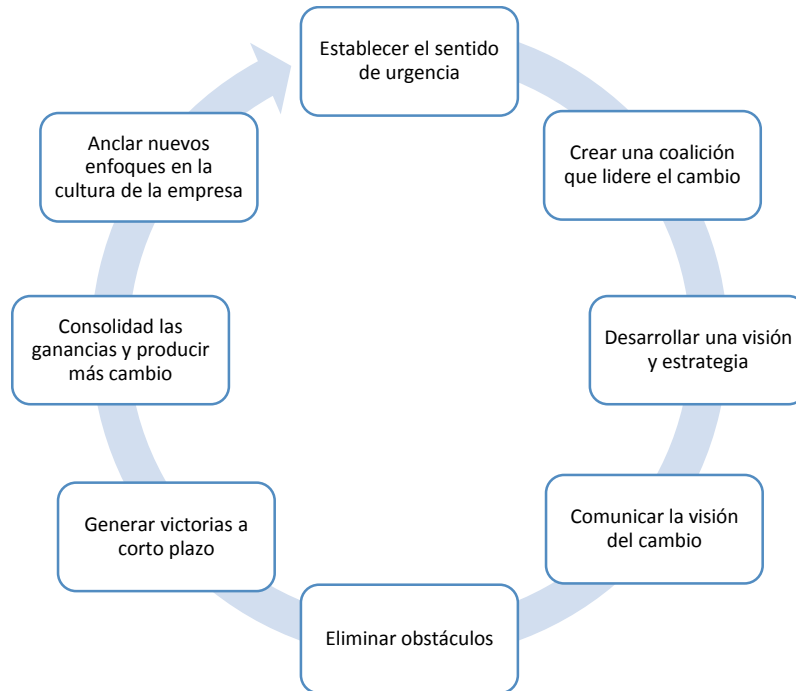 Establecer el sentido
de urgencia
Crear una coalición
que lidere el cambio
Desarrollar una visión
y estrategia
Comunicar la visión
del cambio
Eliminar obstáculos
Generar victorias a
corto plazo
Consolidad las
ganancias y producir
más cambio
Anclar nuevos
enfoques en la
cultura de la empresa